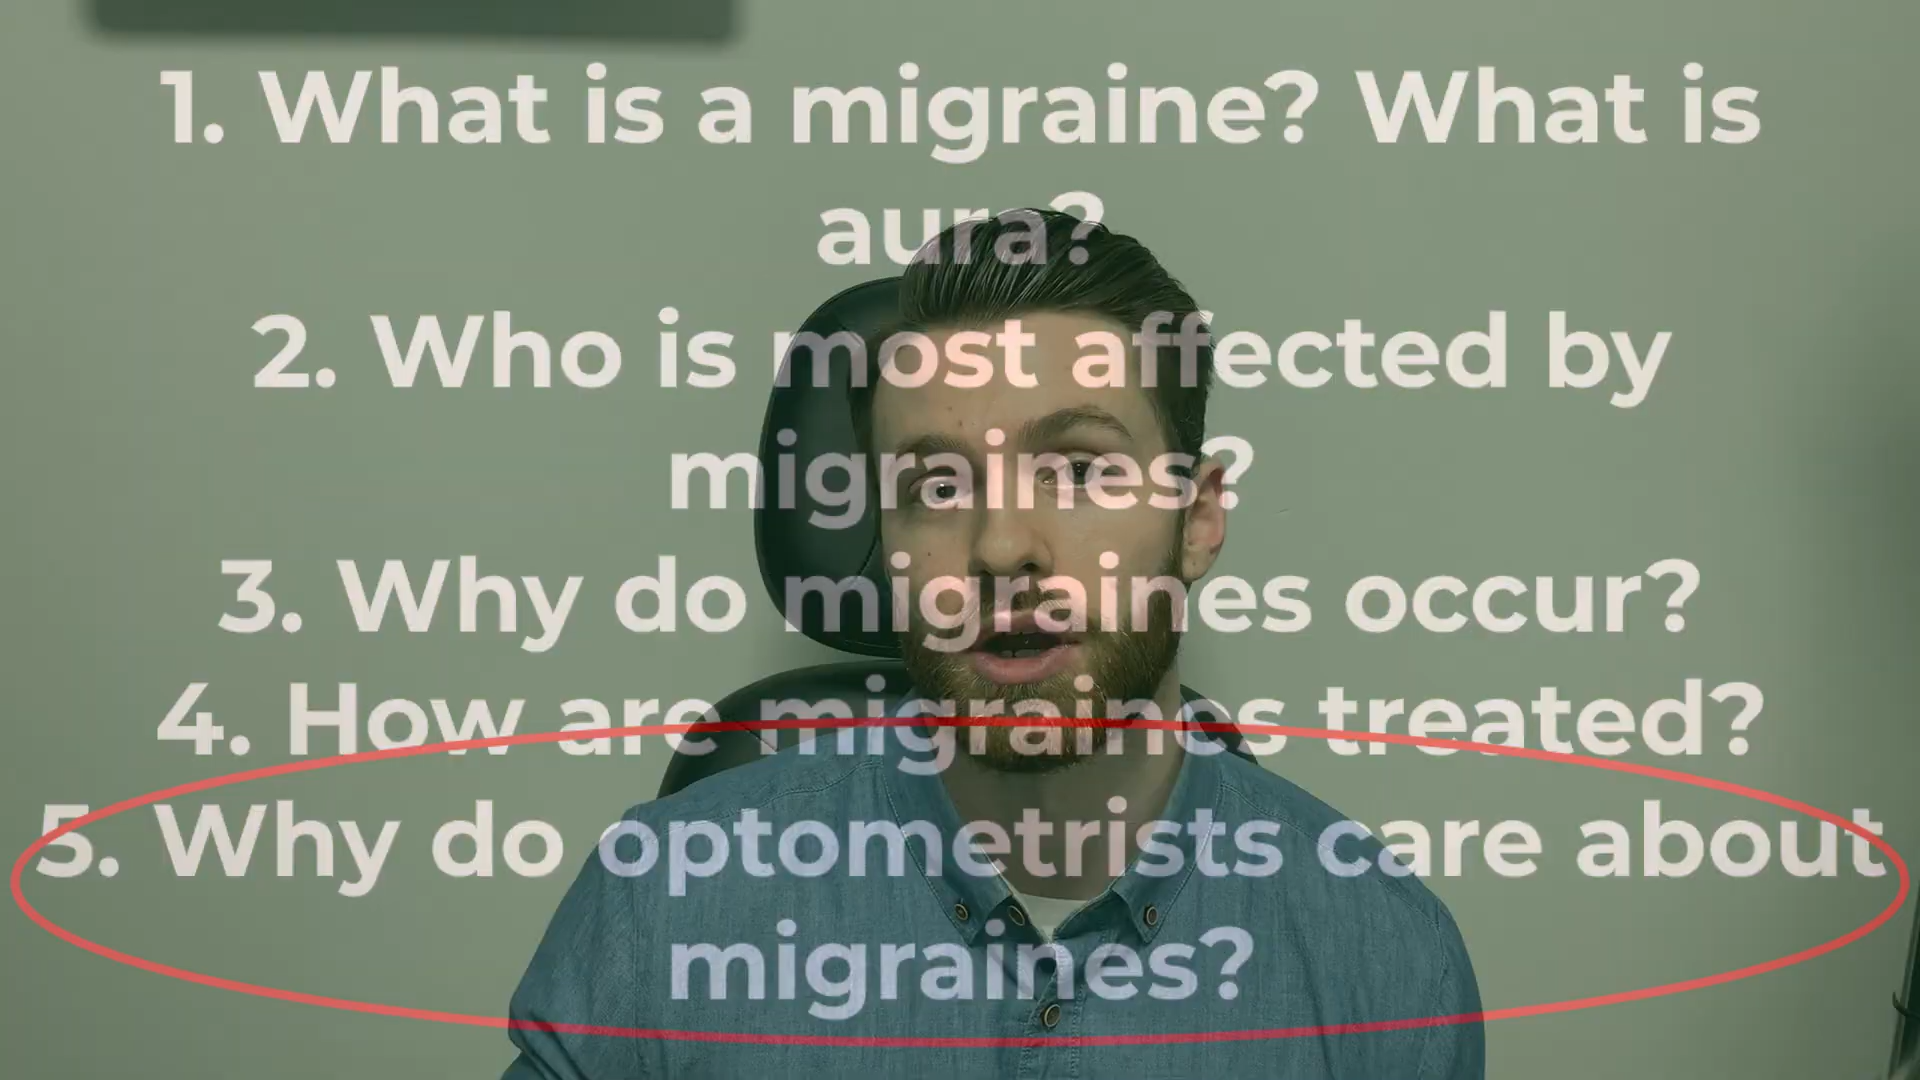 1. What is a migraine? What is
aura?
2. Who is most affected by
migraines?
3. Why do migraines occur?
4. How are migraines treated?
5. Why do optometrists care about
migraines?